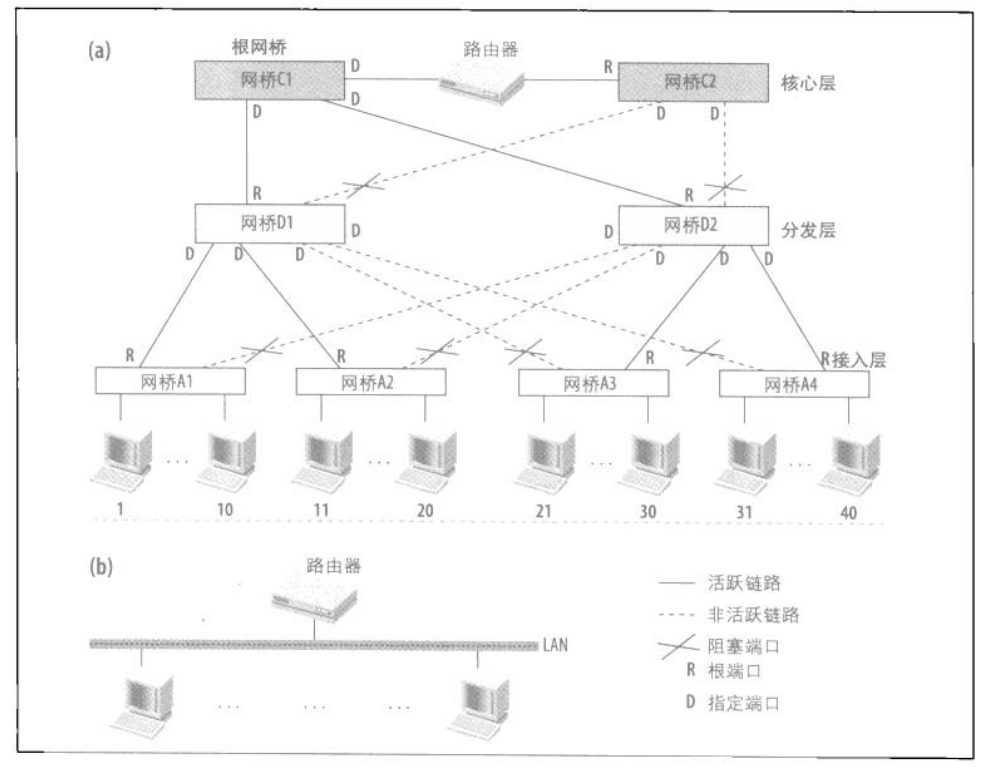 (a)
根网桥
路由器
网桥C1
D
R
网桥C2
核心层
D
D
D
D
R
R
网桥D1
D
D
网桥D2
分发层
D
D
D
D
D
D
R
R
R
R接入层
网桥A1
网桥A2
网桥A3
网桥A4
...
...
...
...
1
10
11
20
21
30
31
40
(b)
路由器
活跃链路
非活跃链路
LAN
阻塞端口
R 根端口
... ...
D 指定端口